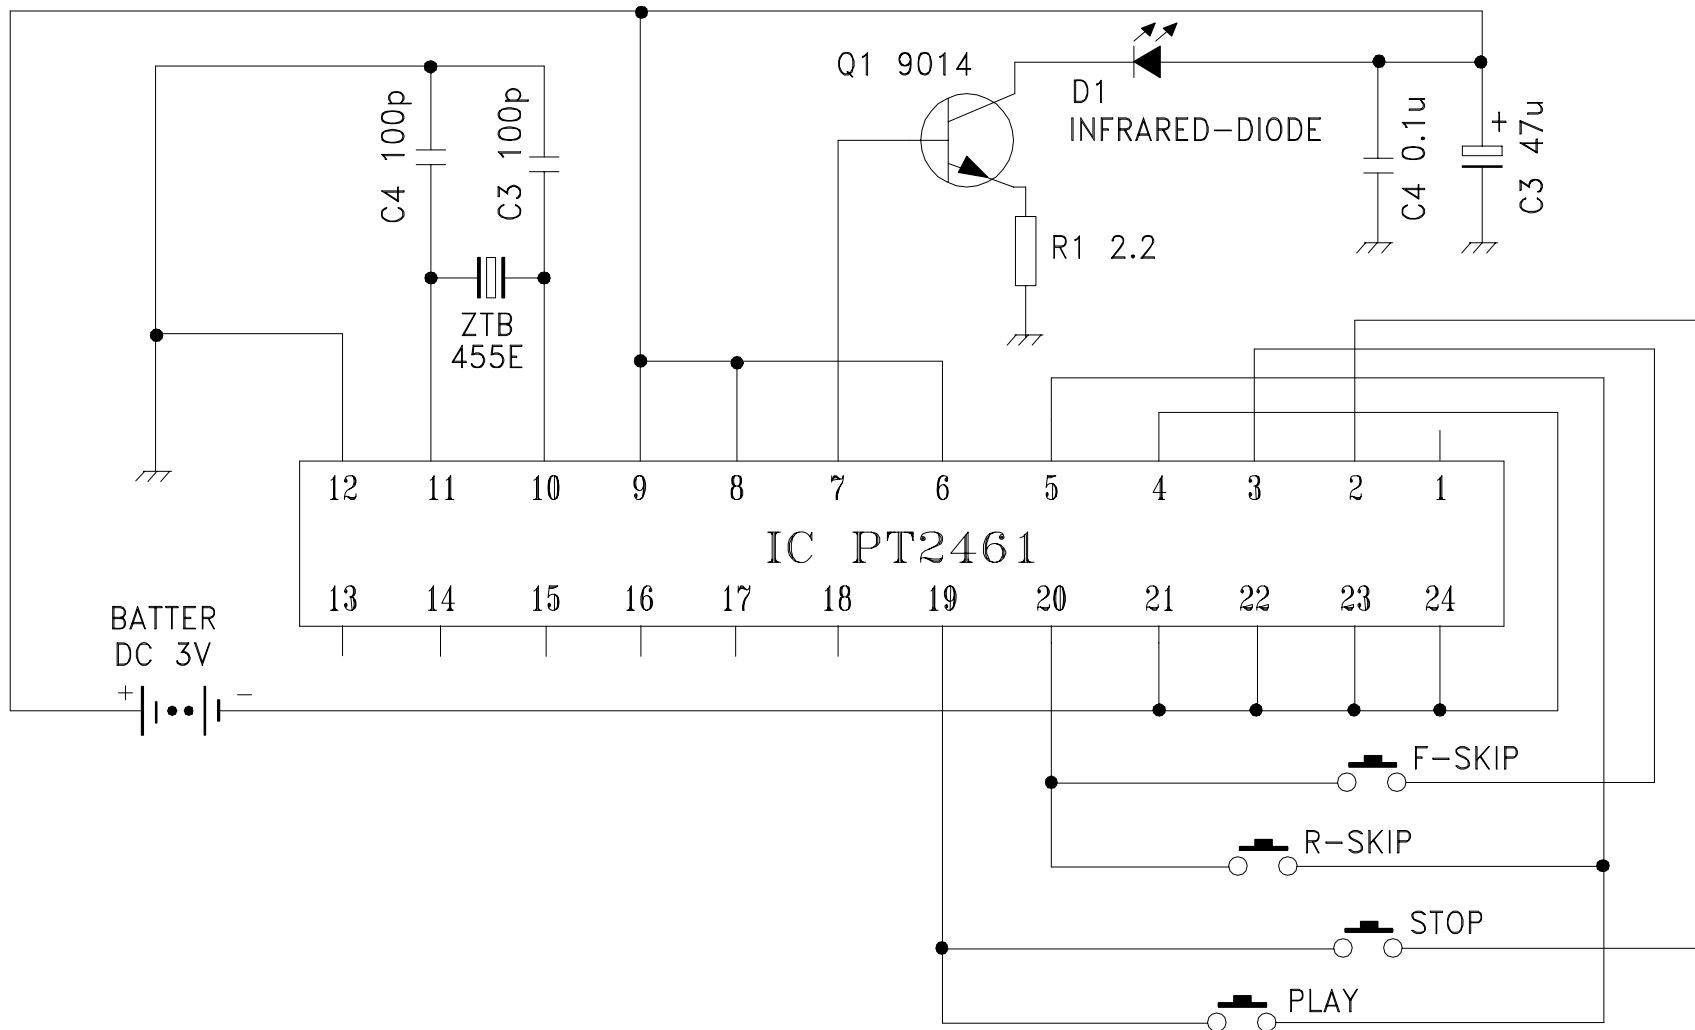 Q1 9014
D1
INFRARED-DIODE
C4 100p
C3 100p
C4 0.1u
+
C3 47u
R1 2.2
ZTB
455E
12 11 10 9 8 7 6 5 4 3 2 1
IC PT2461
13 14 15 16 17 18 19 20 21 22 23 24
BATTER
DC 3V
+ -
F-SKIP
R-SKIP
STOP
PLAY